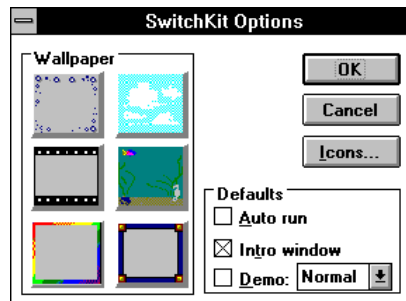 SwitchKit Options
Wallpaper
OK
Cancel
Icons...
Defaults
Auto run
Intro window
Demo: Normal